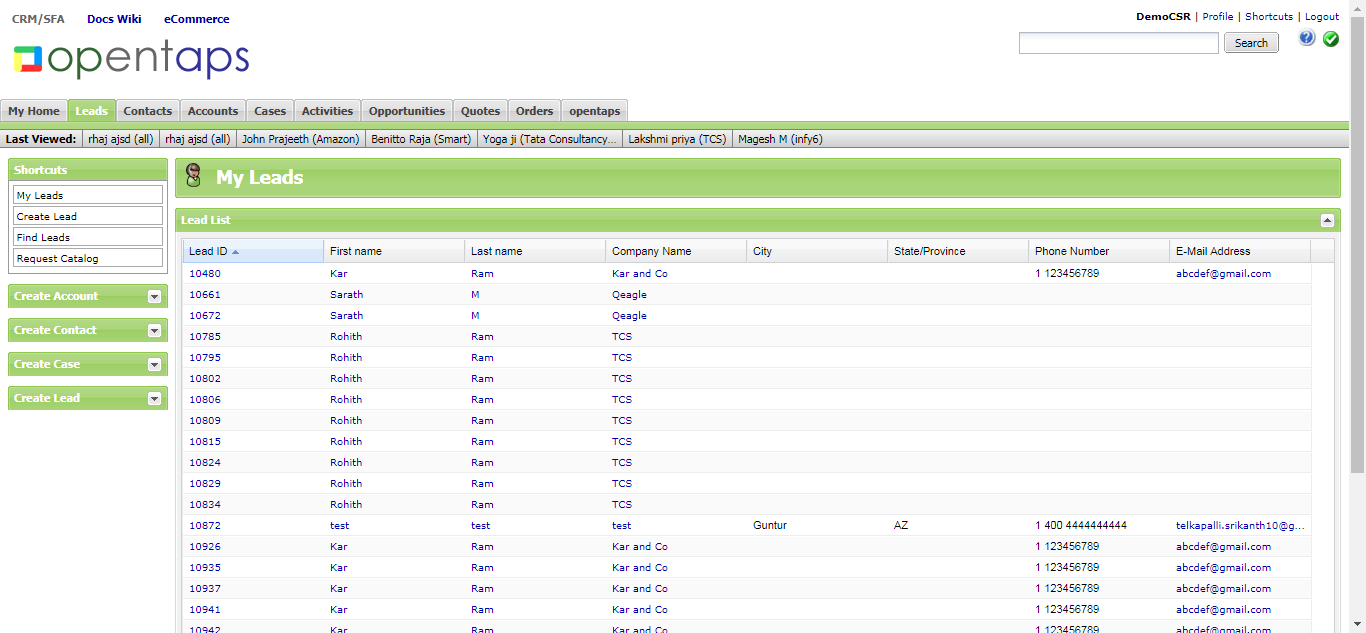 CRM/SFA Docs Wiki eCommerce
DemoCSR | Profile | Shortcuts | Logout
opentaps
Search
My Home Leads Contacts Accounts Cases Activities Opportunities Quotes Orders opentaps
Last Viewed: rhaj ajsd (all) rhaj ajsd (all) John Prajeeth (Amazon) Benitto Raja (Smart) Yoga ji (Tata Consultancy... Lakshmi priya (TCS) Magesh M (infy6)
Shortcuts
My Leads
Create Lead
Find Leads
Request Catalog
Create Account
Create Contact
Create Case
Create Lead
My Leads
Lead List
Lead ID First name Last name Company Name City State/Province Phone Number E-Mail Address
10480 Kar Ram Kar and Co 1 123456789 abcdef@gmail.com
10661 Sarath M Qeagle
10672 Sarath M Qeagle
10785 Rohith Ram TCS
10795 Rohith Ram TCS
10802 Rohith Ram TCS
10806 Rohith Ram TCS
10809 Rohith Ram TCS
10815 Rohith Ram TCS
10824 Rohith Ram TCS
10829 Rohith Ram TCS
10834 Rohith Ram TCS
10872 test test test Guntur AZ 1 400 4444444444 telkapalli.srikanth10@g...
10926 Kar Ram Kar and Co 1 123456789 abcdef@gmail.com
10935 Kar Ram Kar and Co 1 123456789 abcdef@gmail.com
10937 Kar Ram Kar and Co 1 123456789 abcdef@gmail.com
10941 Kar Ram Kar and Co 1 123456789 abcdef@gmail.com
10942 Kar Ram Kar and Co 1 123456789 abcdef@gmail.com